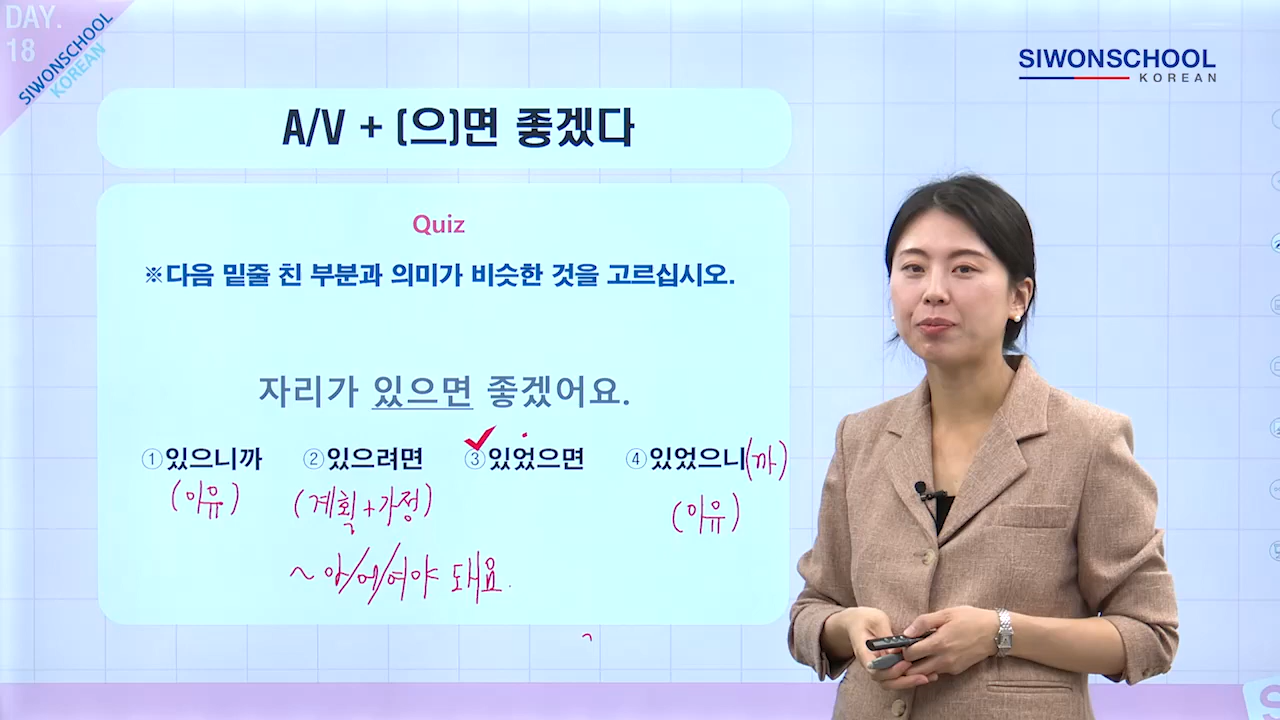 DAY.
18
SIWONSCHOOL
KOREAN
SIWONSCHOOL
KOREAN
A/V + (으)면 좋겠다
Quiz
※다음 밑줄 친 부분과 의미가 비슷한 것을 고르십시오.
자리가 있으면 좋겠어요.
①있으니까 ②있으려면 ③있었으면 ④있었으니(까)
(이유) (계획+가정) (이유)
~아/어/여야 돼요.